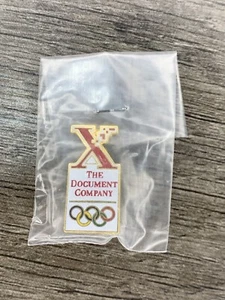 X
THE
DOCUMENT
COMPANY